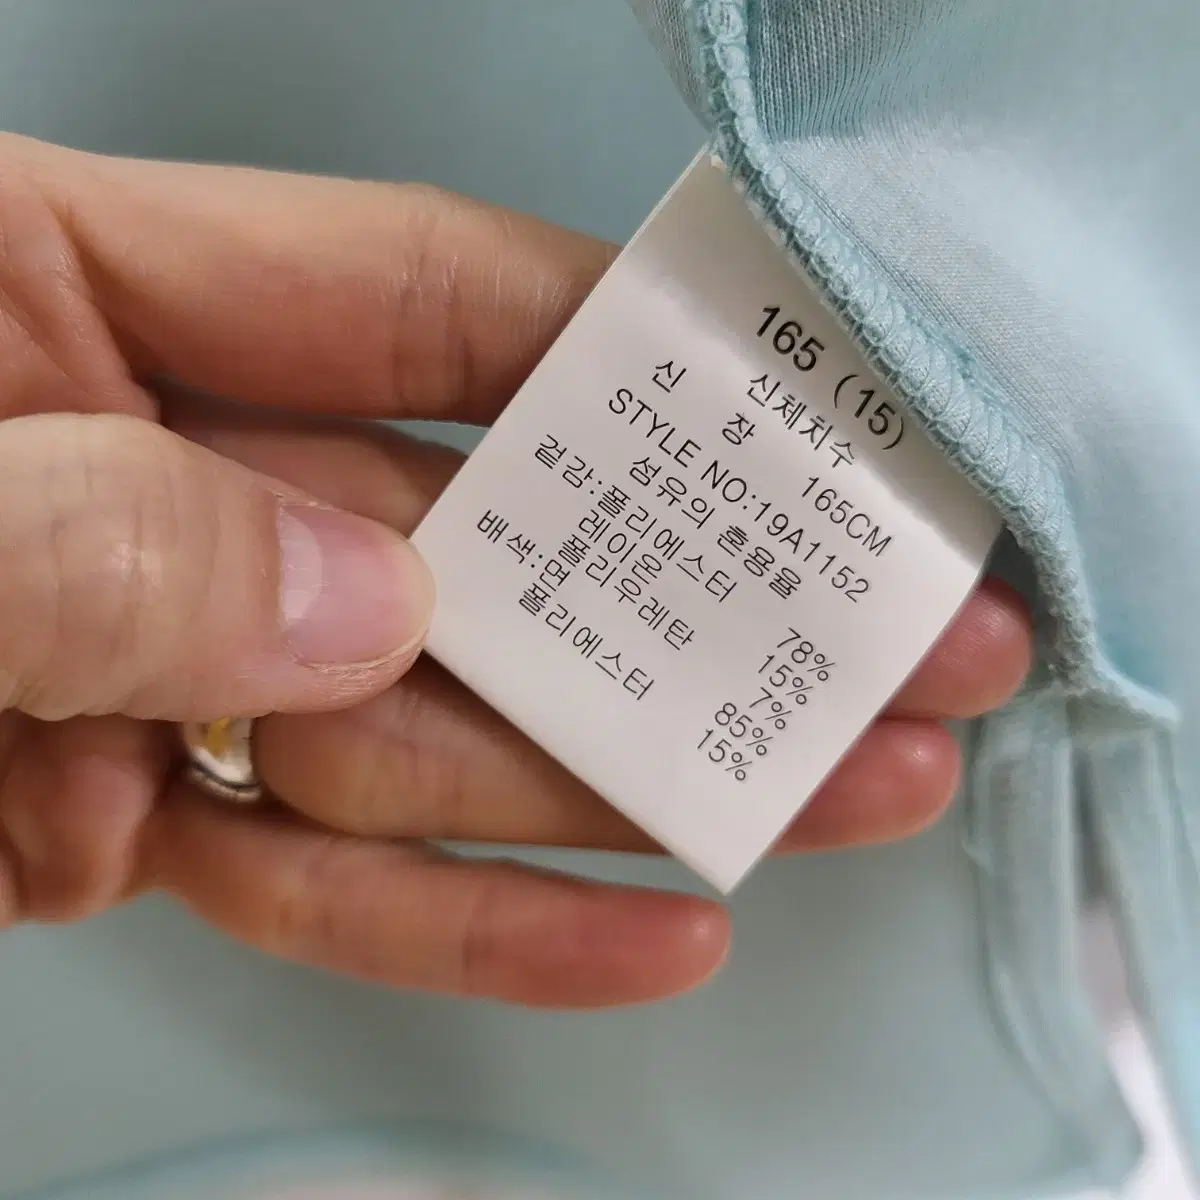 165 (15)
신체치수
신 장 165CM
STYLE NO:19A1152
섬유의 혼용율
겉감:폴리에스터 78%
레이온 15%
폴리우레탄 7%
배색:면 85%
폴리에스터 15%